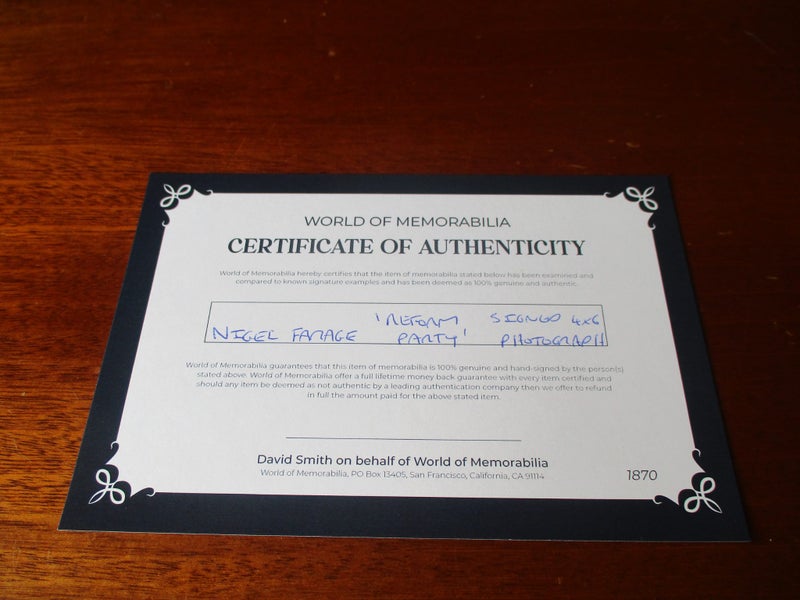 WORLD OF MEMORABILIA
CERTIFICATE OF AUTHENTICITY
World of Memorabilia hereby certifies that the item of memorabilia stated below has been examined and
compared to known signature examples and has been deemed as 100% genuine and authentic.
'REFORM SIGNED 4x6
NIGEL FARAGE PARTY' PHOTOGRAPH
World of Memorabilia guarantees that this item of memorabilia is 100% genuine and hand-signed by the person(s)
stated above. World of Memorabilia offer a full lifetime money back guarantee with every item certified and
should any item be deemed as not authentic by a leading authentication company then we offer to refund
in full the amount paid for the above stated item.
David Smith on behalf of World of Memorabilia
World of Memorabilia, PO Box 13405, San Francisco, California, CA 91114
1870